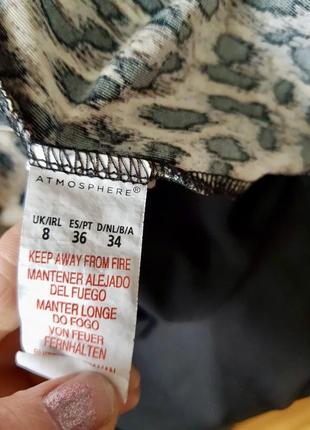 ATMOSPHERE®
UK/IRL ES/PT D/NL/B/A
8 36 34
KEEP AWAY FROM FIRE
MANTENER ALEJADO
DEL FUEGO
MANTER LONGE
DO FOGO
VON FEUER
FERNHALTEN